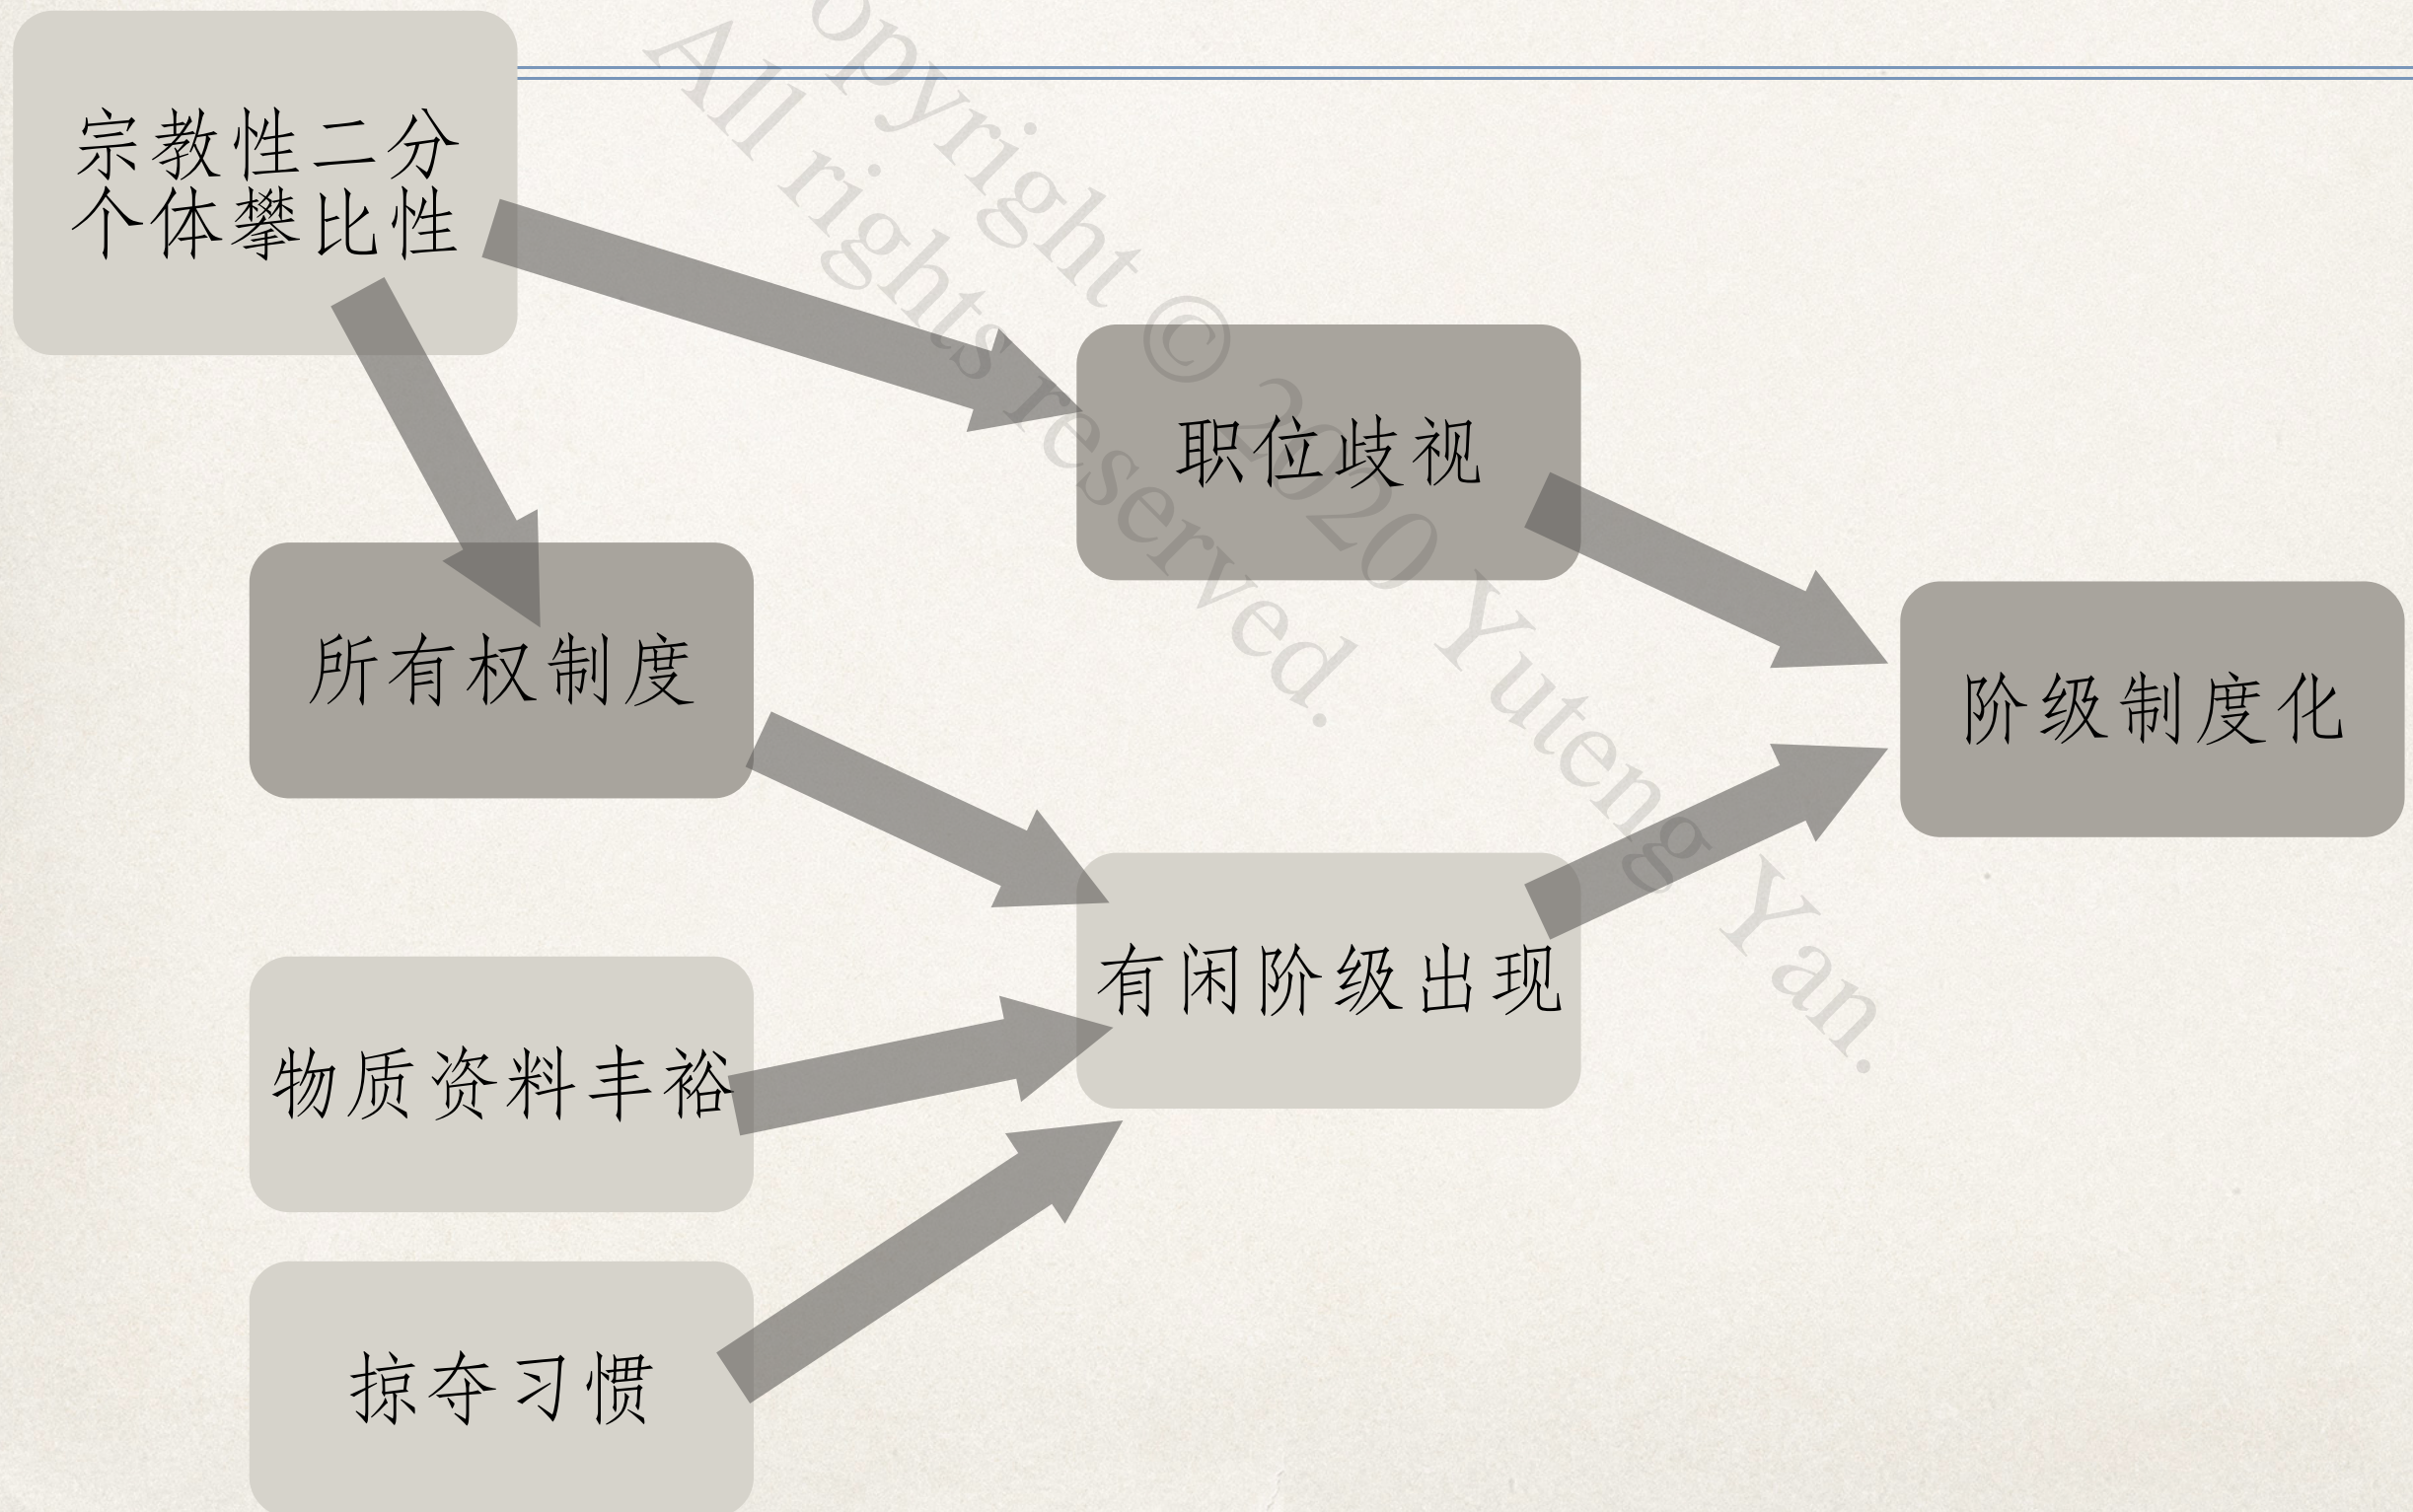 宗教性二分
个体攀比性
职位歧视
所有权制度
阶级制度化
有闲阶级出现
物质资料丰裕
掠夺习惯
opyright © 2020 Yuteng Yan.
All rights reserved.